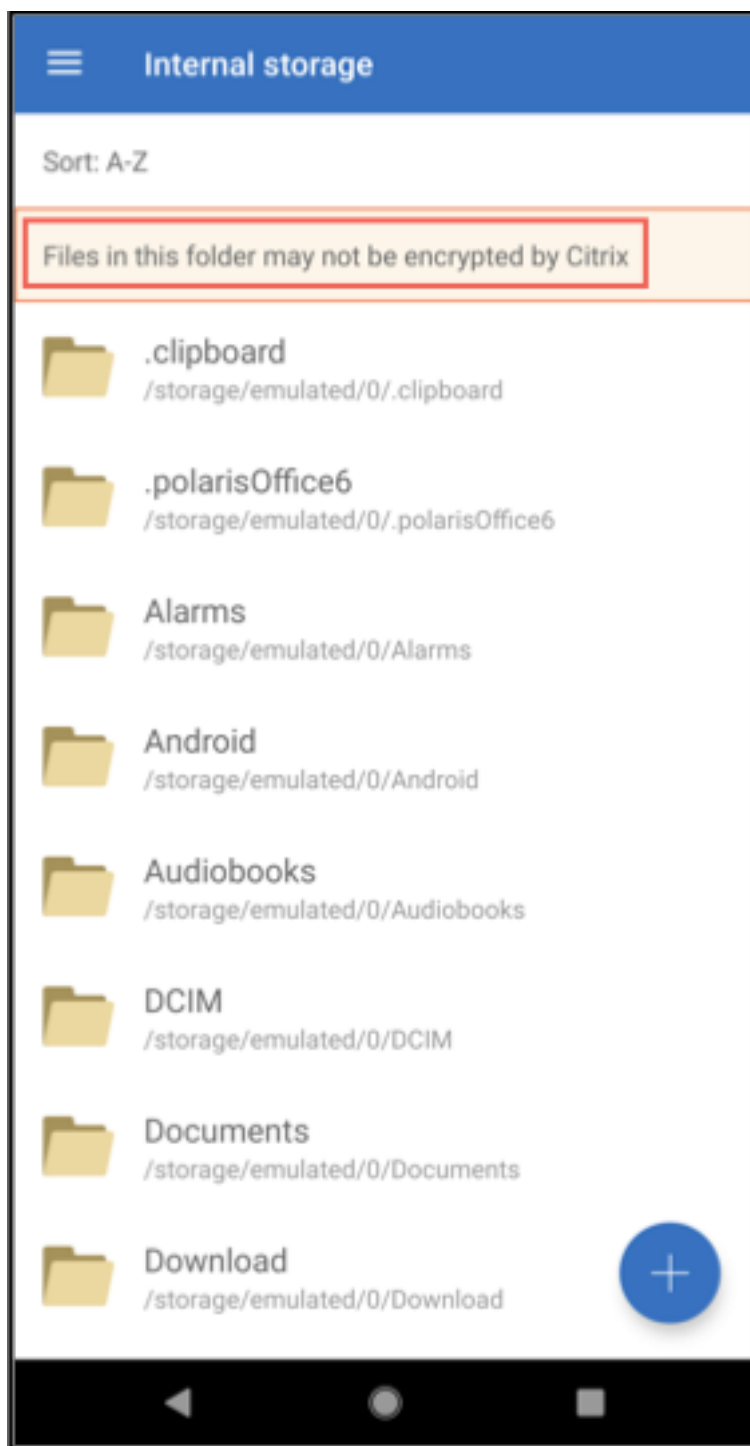 Internal storage
Sort: A-Z
Files in this folder may not be encrypted by Citrix
.clipboard
/storage/emulated/0/.clipboard
.polarisOffice6
/storage/emulated/0/.polarisOffice6
Alarms
/storage/emulated/0/Alarms
Android
/storage/emulated/0/Android
Audiobooks
/storage/emulated/0/Audiobooks
DCIM
/storage/emulated/0/DCIM
Documents
/storage/emulated/0/Documents
Download
/storage/emulated/0/Download